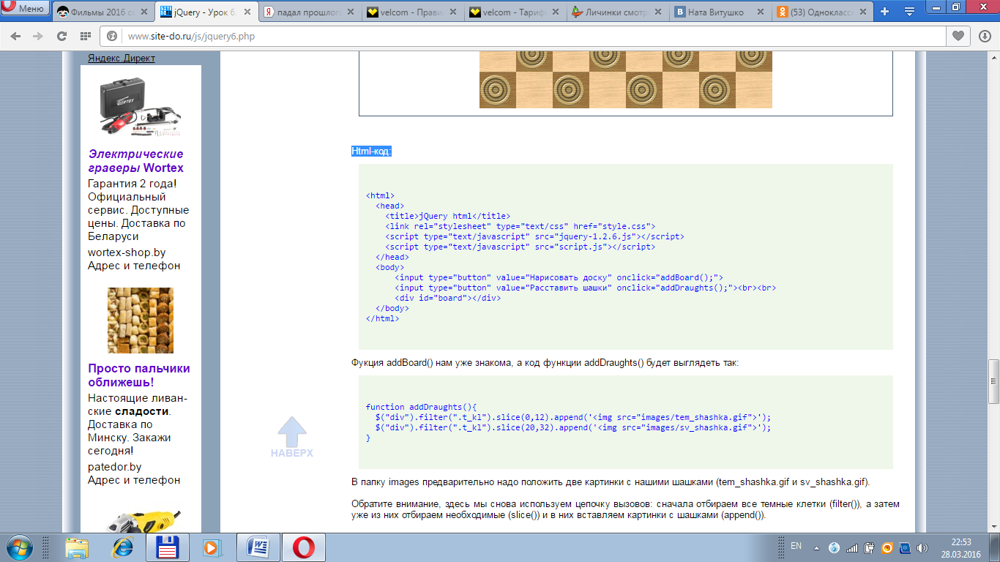 Меню
Фильмы 2016 с
jQuery - Урок 6.
падал прошлог
velcom - Прави
velcom - Тариф
Личинки смотр
Ната Витушко
(53) Одноклассн
www.site-do.ru/js/jquery6.php
Яндекс.Директ
WORTEX
Электрические
граверы Wortex
Гарантия 2 года!
Официальный
сервис. Доступные
цены. Доставка по
Беларуси
wortex-shop.by
Адрес и телефон
Просто пальчики
оближешь!
Настоящие ливан-
ские сладости.
Доставка по
Минску. Закажи
сегодня!
patedor.by
Адрес и телефон
НАВЕРХ
Html-код:
<html>
<head>
<title>jQuery html</title>
<link rel="stylesheet" type="text/css" href="style.css">
<script type="text/javascript" src="jquery-1.2.6.js"></script>
<script type="text/javascript" src="script.js"></script>
</head>
<body>
<input type="button" value="Нарисовать доску" onclick="addBoard();">
<input type="button" value="Расставить шашки" onclick="addDraughts();"><br><br>
<div id="board"></div>
</body>
</html>
Фукция addBoard() нам уже знакома, а код функции addDraughts() будет выглядеть так:
function addDraughts(){
$("div").filter(".t_kl").slice(0,12).append('<img src="images/tem_shashka.gif">');
$("div").filter(".t_kl").slice(20,32).append('<img src="images/sv_shashka.gif">');
}
В папку images предварительно надо положить две картинки с нашими шашками (tem_shashka.gif и sv_shashka.gif).
Обратите внимание, здесь мы снова используем цепочку вызовов: сначала отбираем все темные клетки (filter()), а затем
уже из них отбираем необходимые (slice()) и в них вставляем картинки с шашками (append()).
EN
22:53
28.03.2016